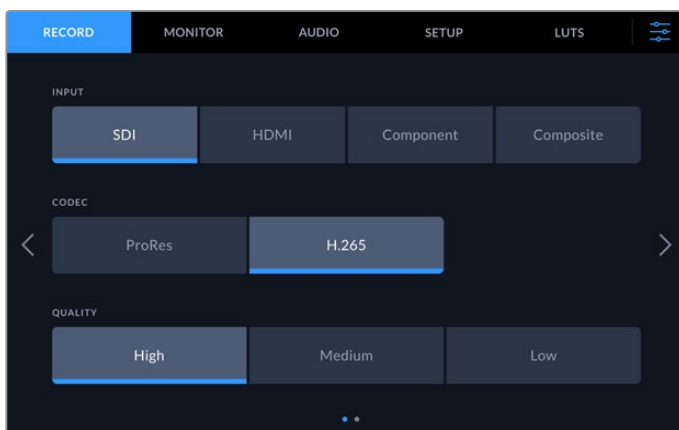 RECORD MONITOR AUDIO SETUP LUTS
INPUT
SDI HDMI Component Composite
CODEC
ProRes H.265
QUALITY
High Medium Low